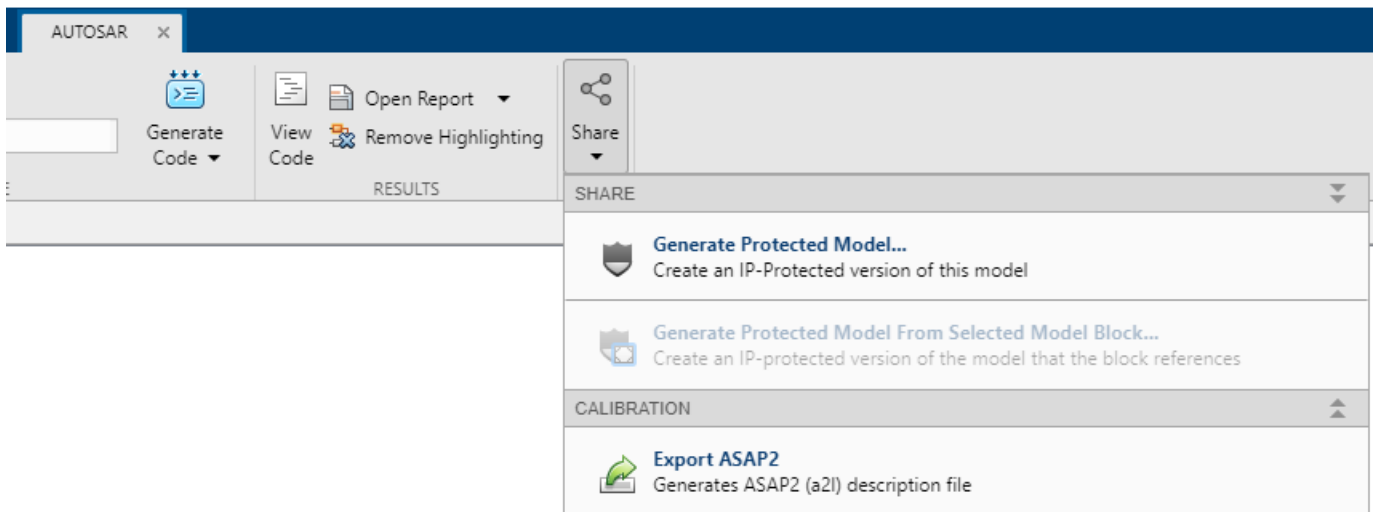 AUTOSAR
Generate
Code
View
Code
Open Report
Remove Highlighting
RESULTS
Share
SHARE
Generate Protected Model...
Create an IP-Protected version of this model
Generate Protected Model From Selected Model Block...
Create an IP-protected version of the model that the block references
CALIBRATION
Export ASAP2
Generates ASAP2 (a2l) description file